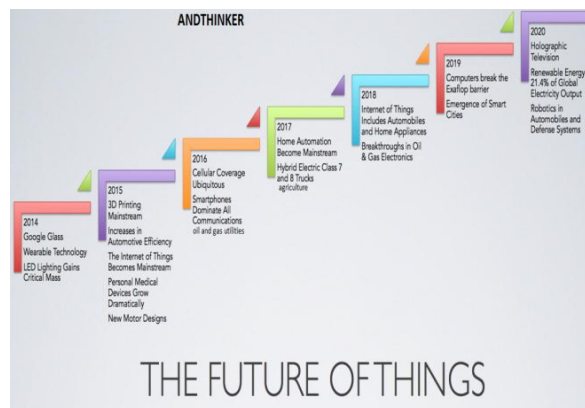 ANDTHINKER
2014
Google Glass
Wearable Technology
LED Lighting Gains
Critical Mass
2015
3D Printing
Mainstream
Increases in
Automotive Efficiency
The Internet of Things
Becomes Mainstream
Personal Medical
Devices Grow
Dramatically
New Motor Designs
2016
Cellular Coverage
Ubiquitous
Smartphones
Dominate All
Communications
oil and gas utilities
2017
Home Automation
Become Mainstream
Hybrid Electric Class 7
and 8 Trucks
agriculture
2018
Internet of Things
Includes Automobiles
and Home Appliances
Breakthroughs in Oil
& Gas Electronics
2019
Computers break the
Exaflop barrier
Emergence of Smart
Cities
2020
Holographic
Television
Renewable Energy
21.4% of Global
Electricity Output
Robotics in
Automobiles and
Defense Systems
THE FUTURE OF THINGS